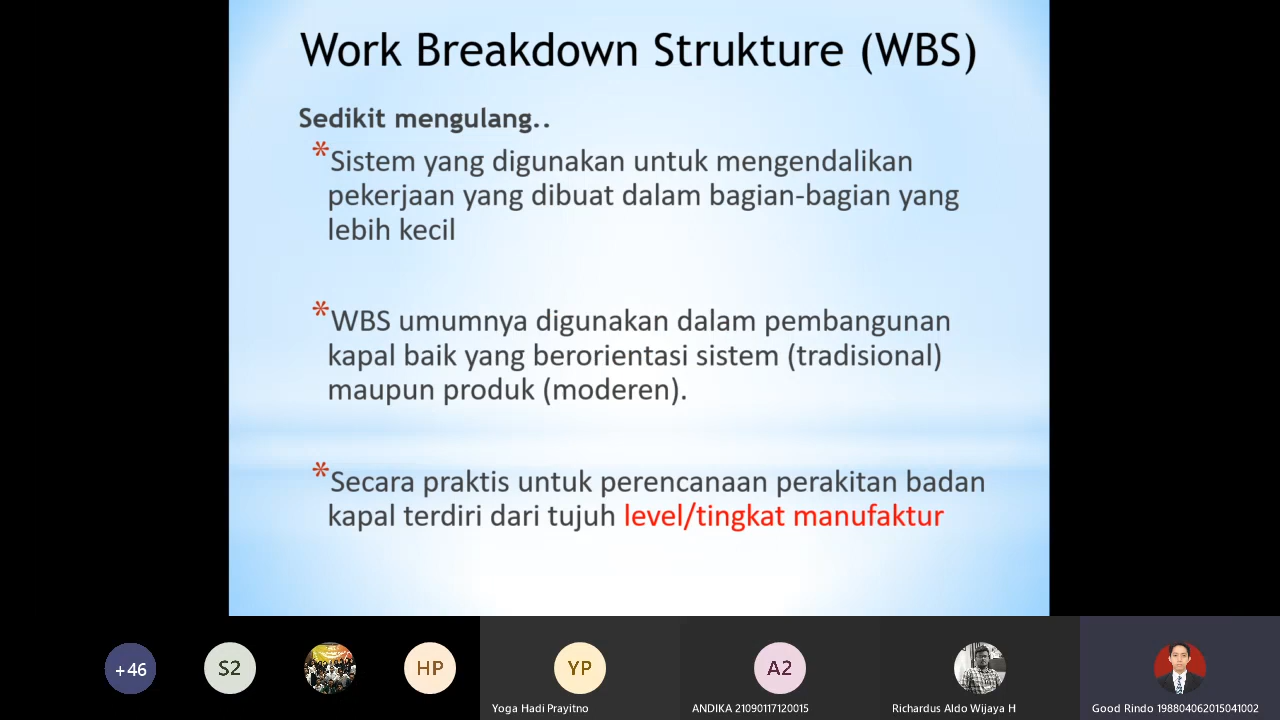 Work Breakdown Strukture (WBS)
Sedikit mengulang..
*Sistem yang digunakan untuk mengendalikan
pekerjaan yang dibuat dalam bagian-bagian yang
lebih kecil
*WBS umumnya digunakan dalam pembangunan
kapal baik yang berorientasi sistem (tradisional)
maupun produk (moderen).
*Secara praktis untuk perencanaan perakitan badan
kapal terdiri dari tujuh level/tingkat manufaktur
+46
S2
HP
YP
A2
Yoga Hadi Prayitno
ANDIKA 21090117120015
Richardus Aldo Wijaya H
Good Rindo 198804062015041002